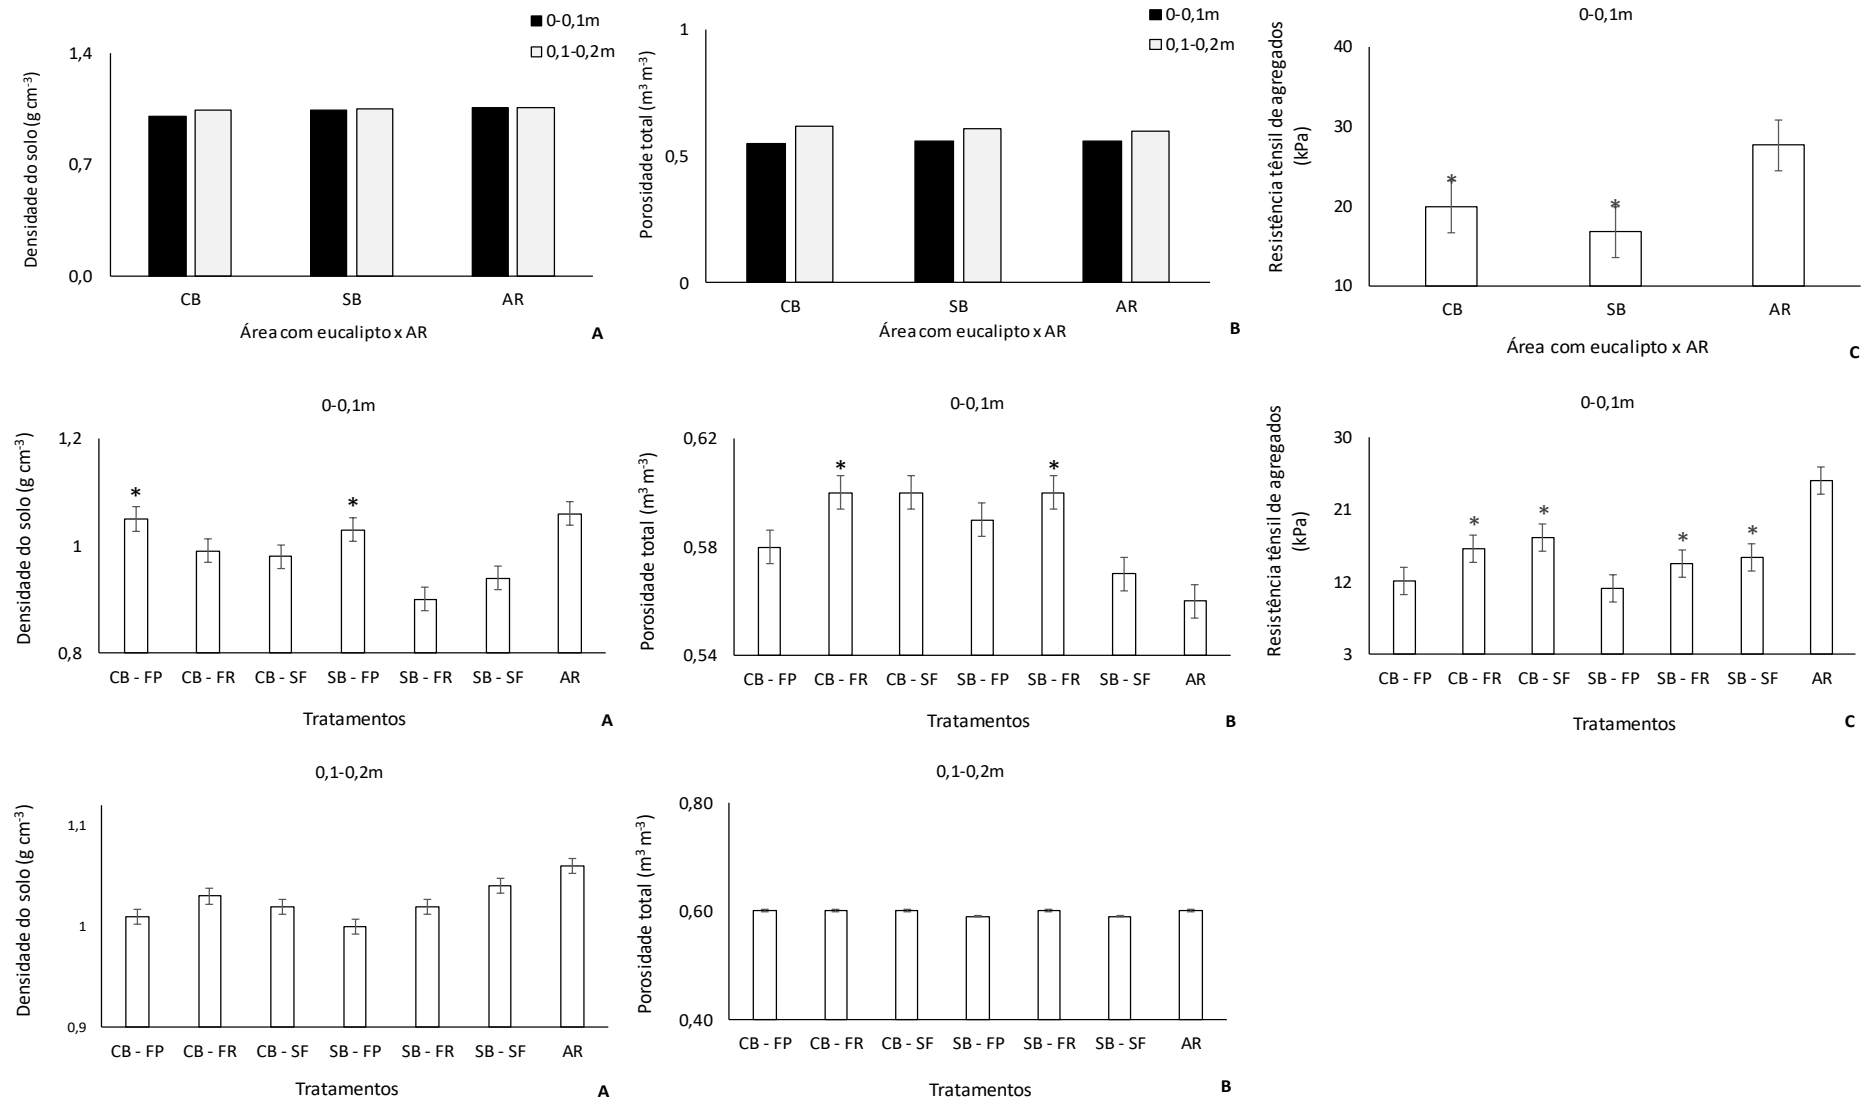 0-0,1m
0,1-0,2m
Densidade do solo (g cm-3)
1,4
0,7
0,0
CB SB AR
Área com eucalipto x AR
A
0-0,1m
0,1-0,2m
Porosidade total (m3 m-3)
1
0,5
0
CB SB AR
Área com eucalipto x AR
B
0-0,1m
Resistência tênsil de agregados
(kPa)
40
30
20
10
* *
CB SB AR
Área com eucalipto x AR
C
0-0,1m
Densidade do solo (g cm-3)
1,2
1
0,8
* *
CB - FP CB - FR CB - SF SB - FP SB - FR SB - SF AR
Tratamentos
A
0-0,1m
Porosidade total (m3 m-3)
0,62
0,58
0,54
* *
CB - FP CB - FR CB - SF SB - FP SB - FR SB - SF AR
Tratamentos
B
0-0,1m
Resistência tênsil de agregados
(kPa)
30
21
12
3
* * * *
CB - FP CB - FR CB - SF SB - FP SB - FR SB - SF AR
Tratamentos
C
0,1-0,2m
Densidade do solo (g cm-3)
1,1
1
0,9
CB - FP CB - FR CB - SF SB - FP SB - FR SB - SF AR
Tratamentos
A
0,1-0,2m
Porosidade total (m3 m-3)
0,80
0,60
0,40
CB - FP CB - FR CB - SF SB - FP SB - FR SB - SF AR
Tratamentos
B